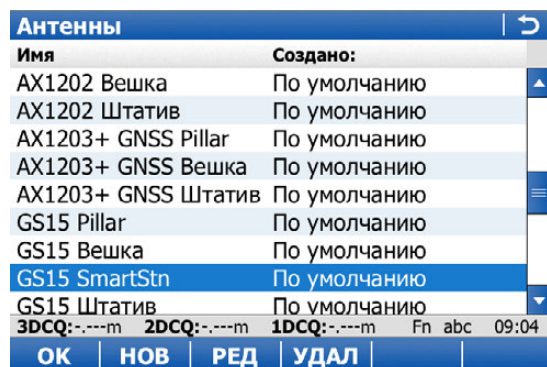 Антенны
Имя Создано:
AX1202 Вешка По умолчанию
AX1202 Штатив По умолчанию
AX1203+ GNSS Pillar По умолчанию
AX1203+ GNSS Вешка По умолчанию
AX1203+ GNSS Штатив По умолчанию
GS15 Pillar По умолчанию
GS15 Вешка По умолчанию
GS15 SmartStn По умолчанию
GS15 Штатив По умолчанию
3DCQ:-.---m 2DCQ:-.---m 1DCQ:-.---m Fn abc 09:04
ОК НОВ РЕД УДАЛ